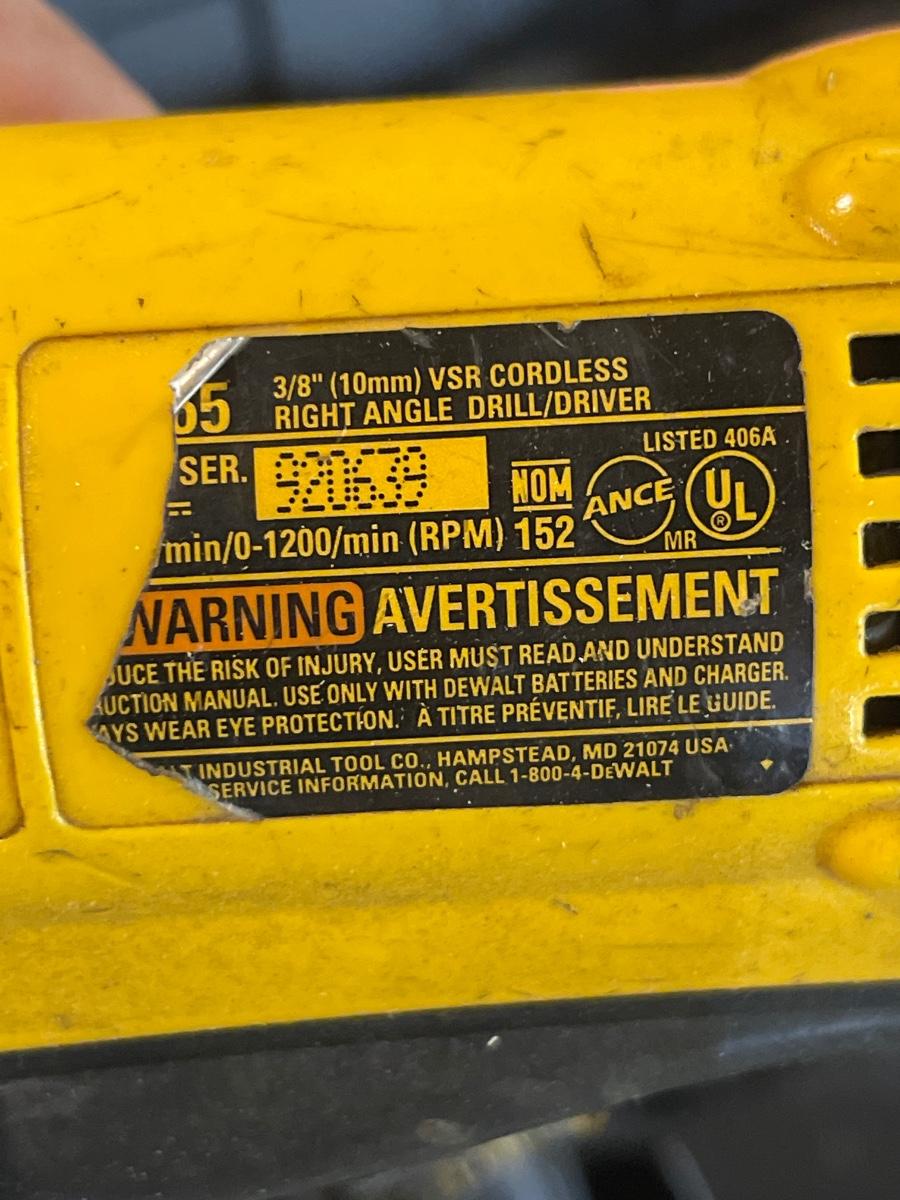 55 3/8" (10mm) VSR CORDLESS
RIGHT ANGLE DRILL/DRIVER
LISTED 406A
SER. 920639 NOM ANCE UL ®
min/0-1200/min (RPM) 152 MR
WARNING AVERTISSEMENT
DUCE THE RISK OF INJURY, USER MUST READ AND UNDERSTAND
UCTION MANUAL. USE ONLY WITH DEWALT BATTERIES AND CHARGER.
AYS WEAR EYE PROTECTION. À TITRE PRÉVENTIF, LIRE LE GUIDE.
LT INDUSTRIAL TOOL CO., HAMPSTEAD, MD 21074 USA
SERVICE INFORMATION, CALL 1-800-4-DEWALT